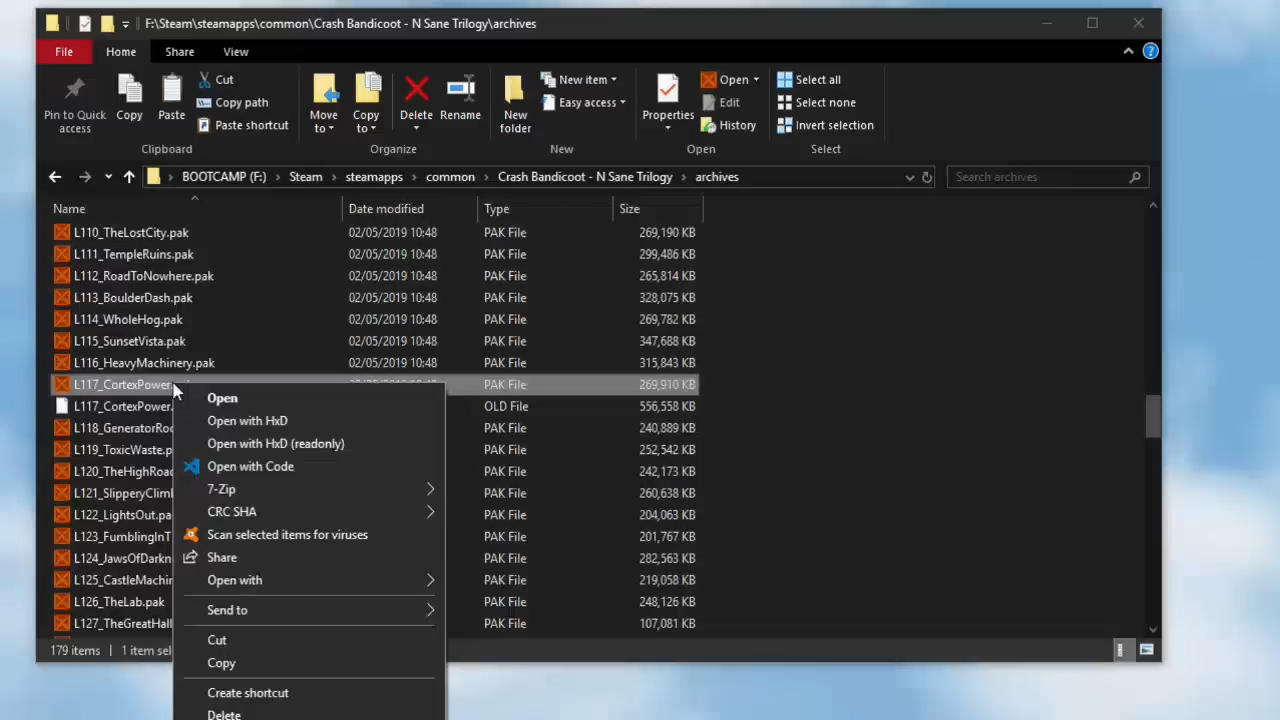 F:\Steam\steamapps\common\Crash Bandicoot - N Sane Trilogy\archives
File Home Share View
Pin to Quick access
Copy
Paste
Cut
Copy path
Paste shortcut
Clipboard
Move to
Copy to
Delete
Rename
Organize
New folder
New item
Easy access
New
Properties
Open
Edit
History
Open
Select all
Select none
Invert selection
Select
BOOTCAMP (F:) Steam steamapps common Crash Bandicoot - N Sane Trilogy archives
Search archives
Name Date modified Type Size
L110_TheLostCity.pak 02/05/2019 10:48 PAK File 269,190 KB
L111_TempleRuins.pak 02/05/2019 10:48 PAK File 299,486 KB
L112_RoadToNowhere.pak 02/05/2019 10:48 PAK File 265,814 KB
L113_BoulderDash.pak 02/05/2019 10:48 PAK File 328,075 KB
L114_WholeHog.pak 02/05/2019 10:48 PAK File 269,782 KB
L115_SunsetVista.pak 02/05/2019 10:48 PAK File 347,688 KB
L116_HeavyMachinery.pak 02/05/2019 10:48 PAK File 315,843 KB
L117_CortexPower. PAK File 269,910 KB
L117_CortexPower. OLD File 556,558 KB
L118_GeneratorRoo PAK File 240,889 KB
L119_ToxicWaste.p PAK File 252,542 KB
L120_TheHighRoad PAK File 242,173 KB
L121_SlipperyClim PAK File 260,638 KB
L122_LightsOut.pa PAK File 204,063 KB
L123_FumblingInT PAK File 201,767 KB
L124_JawsOfDarkn PAK File 282,563 KB
L125_CastleMachin PAK File 219,058 KB
L126_TheLab.pak PAK File 248,126 KB
L127_TheGreatHall PAK File 107,081 KB
Open
Open with HxD
Open with HxD (readonly)
Open with Code
7-Zip
CRC SHA
Scan selected items for viruses
Share
Open with
Send to
Cut
Copy
Create shortcut
Delete
179 items 1 item sel